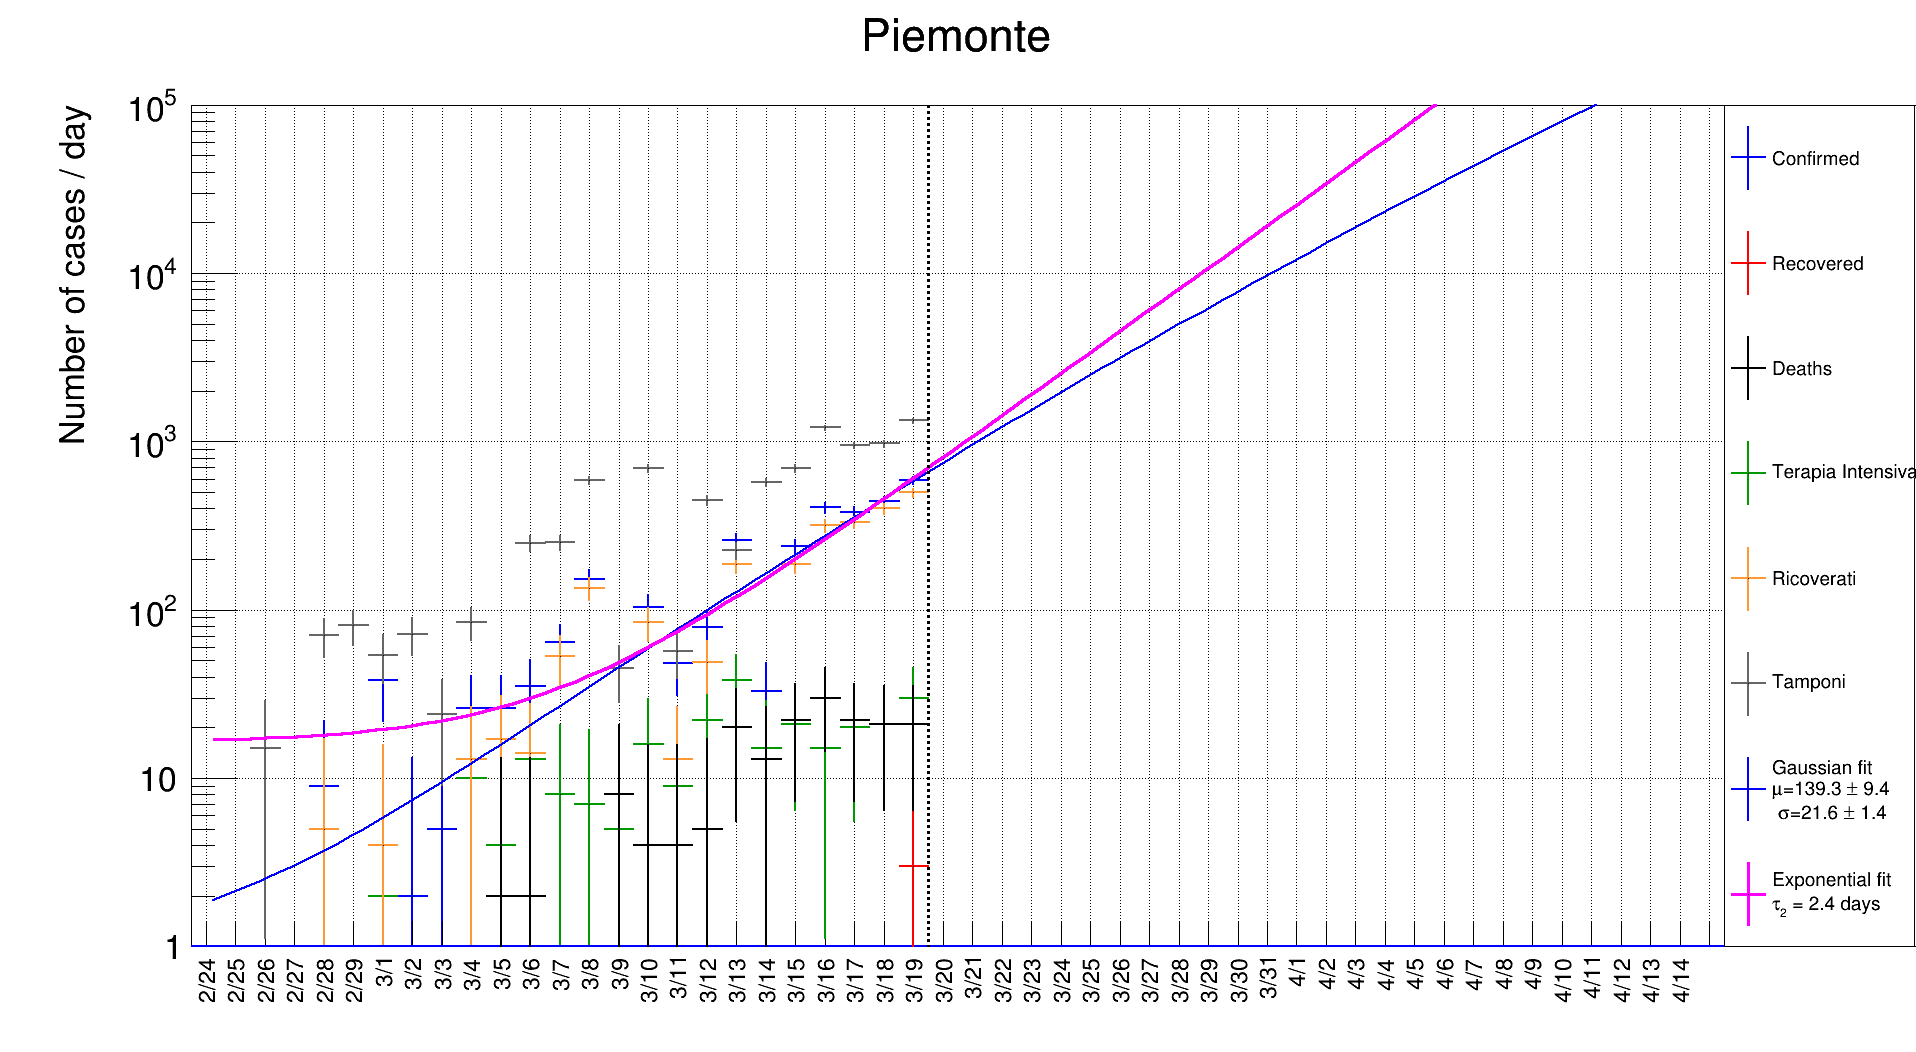 Piemonte
Number of cases / day
10^5
10^4
10^3
10^2
10
1
2/24 2/25 2/26 2/27 2/28 2/29 3/1 3/2 3/3 3/4 3/5 3/6 3/7 3/8 3/9 3/10 3/11 3/12 3/13 3/14 3/15 3/16 3/17 3/18 3/19 3/20 3/21 3/22 3/23 3/24 3/25 3/26 3/27 3/28 3/29 3/30 3/31 4/1 4/2 4/3 4/4 4/5 4/6 4/7 4/8 4/9 4/10 4/11 4/12 4/13 4/14
Confirmed
Recovered
Deaths
Terapia Intensiva
Ricoverati
Tamponi
Gaussian fit
μ=139.3 ± 9.4
σ=21.6 ± 1.4
Exponential fit
τ₂ = 2.4 days